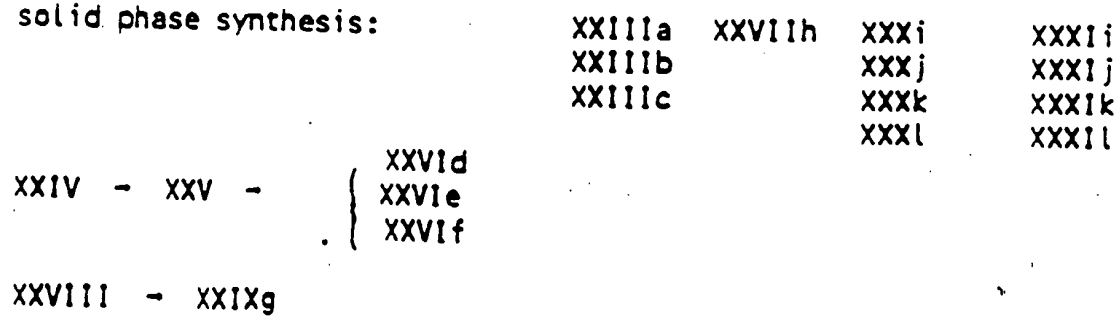 solid phase synthesis: XXIIIa XXVIIh XXXi XXXIi
XXIIIb XXXj XXXIj
XXIIIc XXXk XXXIk
XXXl XXXIl
XXVId
XXIV - XXV - { XXVIe
. XXVIf
XXVIII - XXIXg